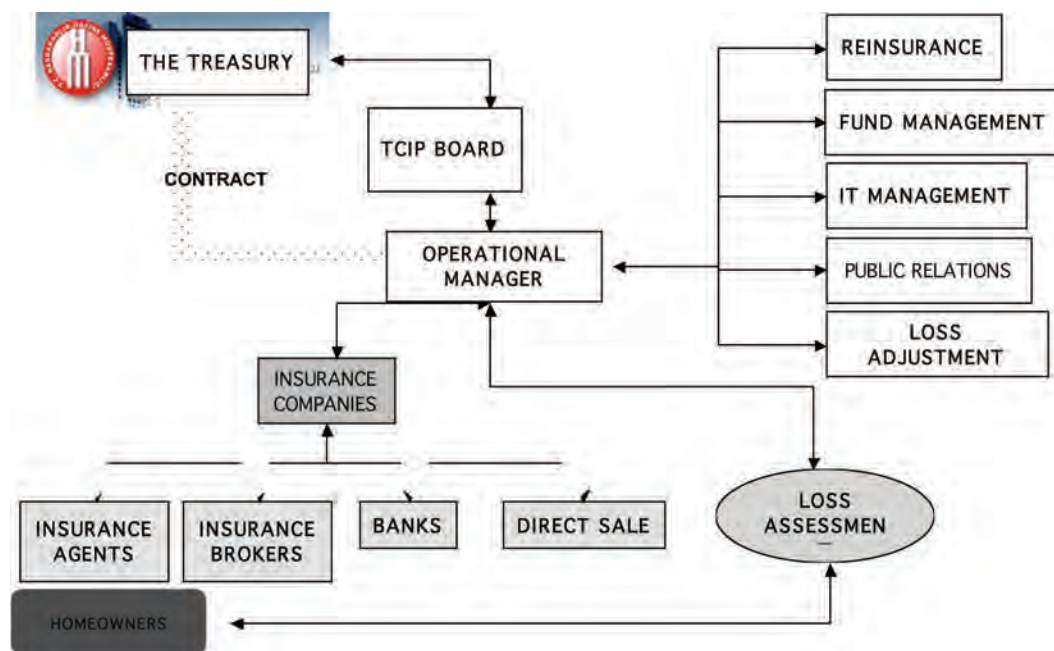 THE TREASURY
REINSURANCE
FUND MANAGEMENT
TCIP BOARD
CONTRACT
IT MANAGEMENT
OPERATIONAL
MANAGER
PUBLIC RELATIONS
LOSS
ADJUSTMENT
INSURANCE
COMPANIES
INSURANCE
AGENTS
INSURANCE
BROKERS
BANKS
DIRECT SALE
LOSS
ASSESSMEN
HOMEOWNERS